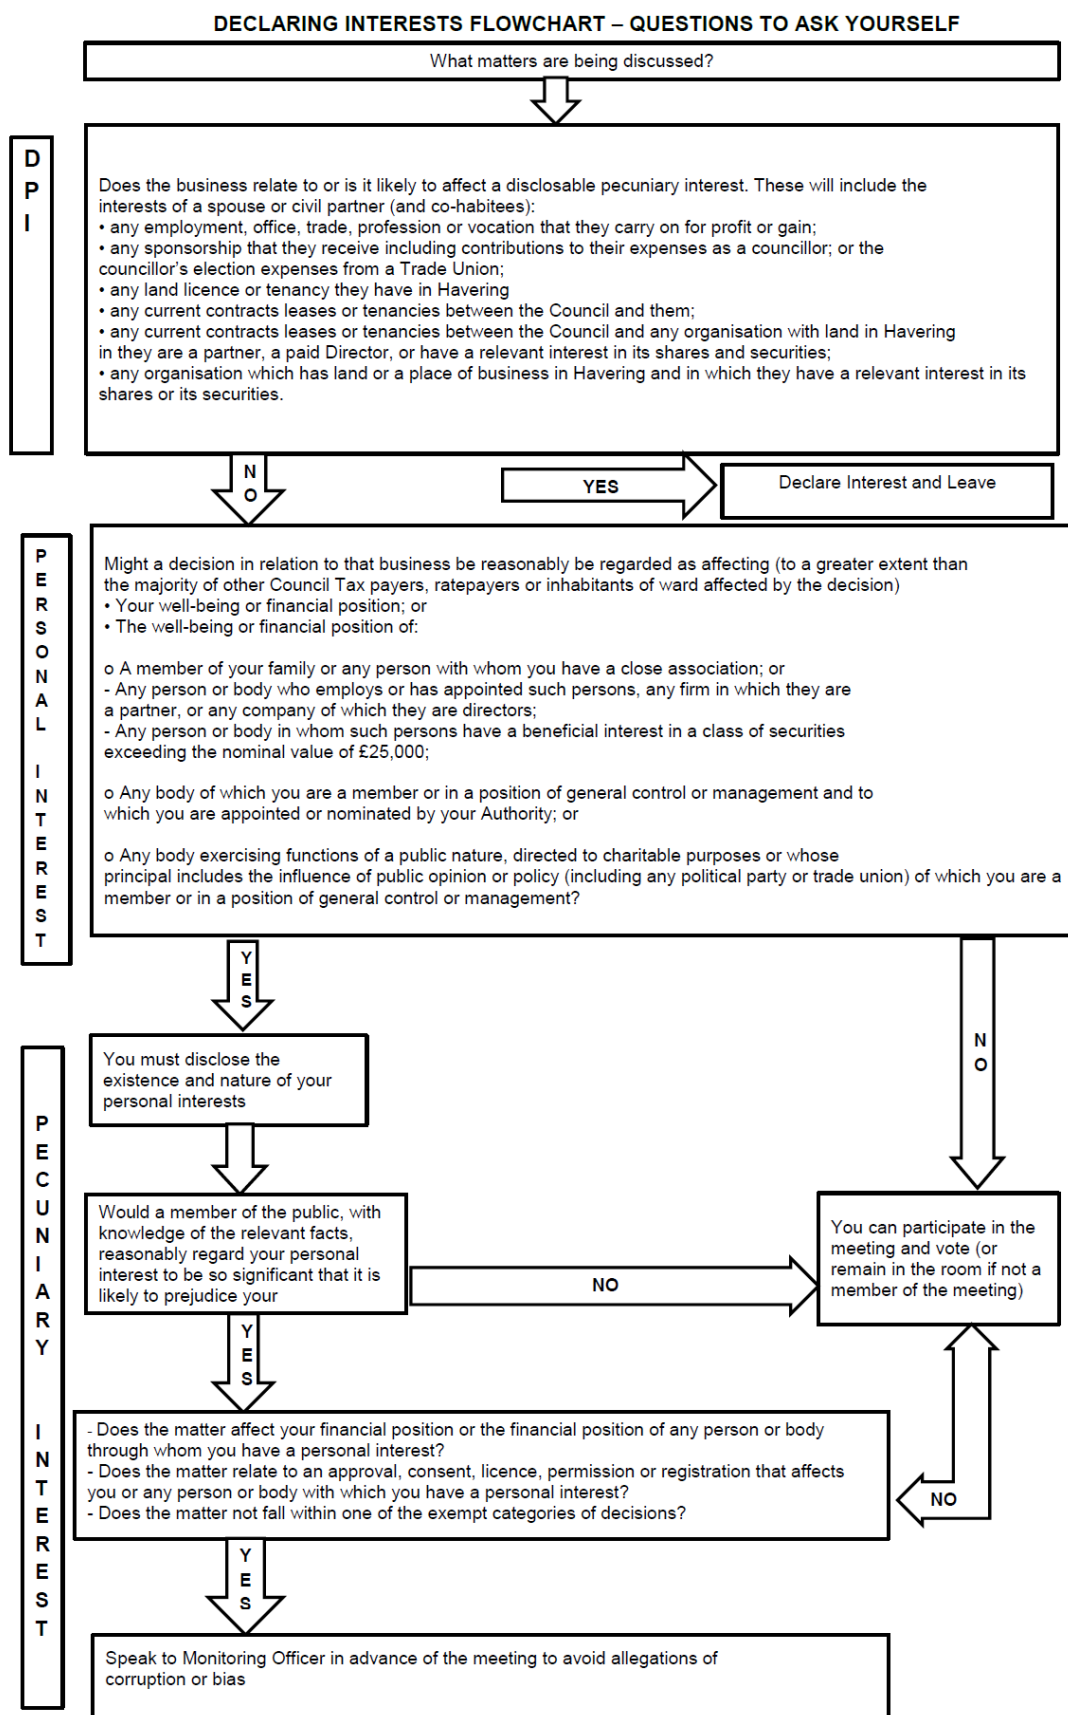 DECLARING INTERESTS FLOWCHART – QUESTIONS TO ASK YOURSELF
What matters are being discussed?
D
P
I
Does the business relate to or is it likely to affect a disclosable pecuniary interest. These will include the
interests of a spouse or civil partner (and co-habitees):
• any employment, office, trade, profession or vocation that they carry on for profit or gain;
• any sponsorship that they receive including contributions to their expenses as a councillor; or the
councillor's election expenses from a Trade Union;
• any land licence or tenancy they have in Havering
• any current contracts leases or tenancies between the Council and them;
• any current contracts leases or tenancies between the Council and any organisation with land in Havering
in they are a partner, a paid Director, or have a relevant interest in its shares and securities;
• any organisation which has land or a place of business in Havering and in which they have a relevant interest in its
shares or its securities.
N
O
YES
Declare Interest and Leave
P
E
R
S
O
N
A
L
I
N
T
E
R
E
S
T
Might a decision in relation to that business be reasonably be regarded as affecting (to a greater extent than
the majority of other Council Tax payers, ratepayers or inhabitants of ward affected by the decision)
• Your well-being or financial position; or
• The well-being or financial position of:
o A member of your family or any person with whom you have a close association; or
- Any person or body who employs or has appointed such persons, any firm in which they are
a partner, or any company of which they are directors;
- Any person or body in whom such persons have a beneficial interest in a class of securities
exceeding the nominal value of £25,000;
o Any body of which you are a member or in a position of general control or management and to
which you are appointed or nominated by your Authority; or
o Any body exercising functions of a public nature, directed to charitable purposes or whose
principal includes the influence of public opinion or policy (including any political party or trade union) of which you are a
member or in a position of general control or management?
Y
E
S
N
O
You must disclose the
existence and nature of your
personal interests
P
E
C
U
N
I
A
R
Y
I
N
T
E
R
E
S
T
Would a member of the public, with
knowledge of the relevant facts,
reasonably regard your personal
interest to be so significant that it is
likely to prejudice your
NO
You can participate in the
meeting and vote (or
remain in the room if not a
member of the meeting)
Y
E
S
- Does the matter affect your financial position or the financial position of any person or body
through whom you have a personal interest?
- Does the matter relate to an approval, consent, licence, permission or registration that affects
you or any person or body with which you have a personal interest?
- Does the matter not fall within one of the exempt categories of decisions?
NO
Y
E
S
Speak to Monitoring Officer in advance of the meeting to avoid allegations of
corruption or bias